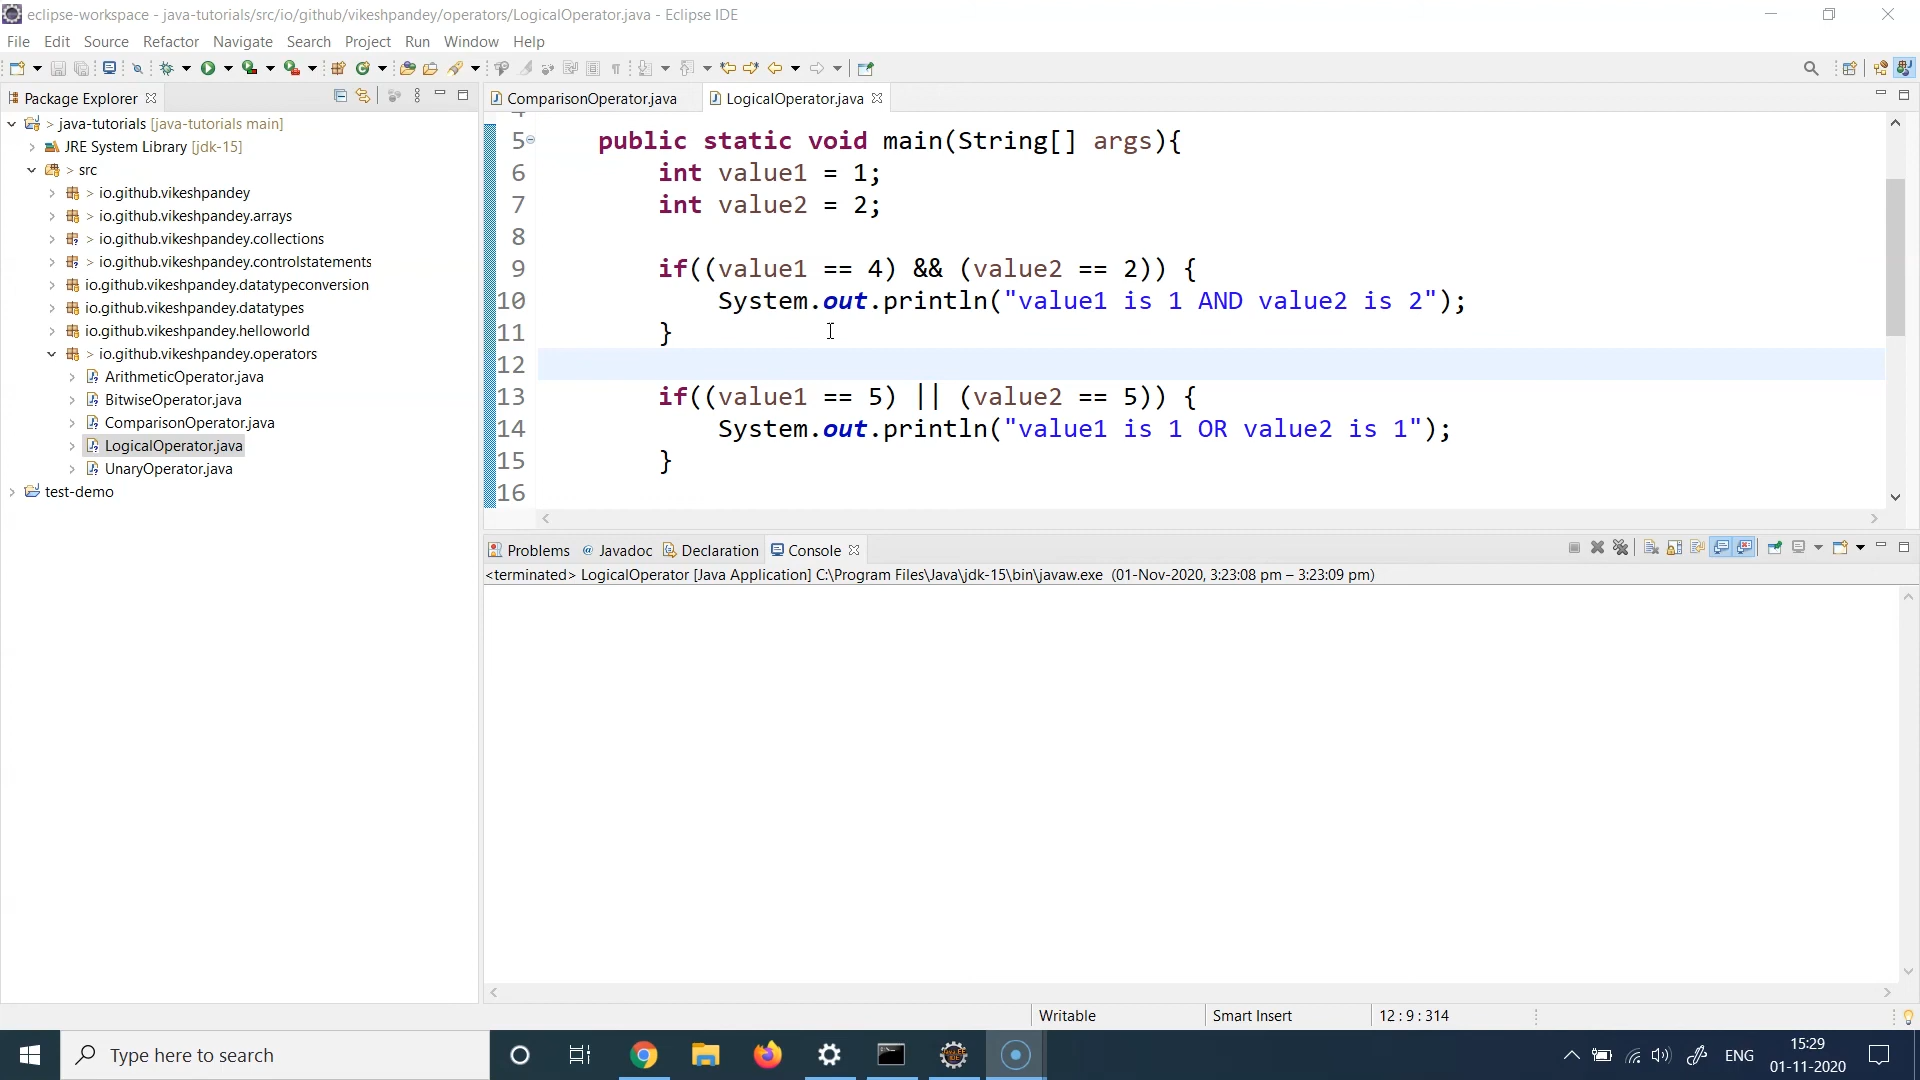 eclipse-workspace - java-tutorials/src/io/github/vikeshpandey/operators/LogicalOperator.java - Eclipse IDE
File Edit Source Refactor Navigate Search Project Run Window Help
Package Explorer
> java-tutorials [java-tutorials main]
JRE System Library [jdk-15]
> src
> io.github.vikeshpandey
> io.github.vikeshpandey.arrays
> io.github.vikeshpandey.collections
> io.github.vikeshpandey.controlstatements
io.github.vikeshpandey.datatypeconversion
io.github.vikeshpandey.datatypes
io.github.vikeshpandey.helloworld
> io.github.vikeshpandey.operators
ArithmeticOperator.java
BitwiseOperator.java
ComparisonOperator.java
LogicalOperator.java
UnaryOperator.java
test-demo
ComparisonOperator.java LogicalOperator.java
5 public static void main(String[] args){
6 int value1 = 1;
7 int value2 = 2;
8
9 if((value1 == 4) && (value2 == 2)) {
10 System.out.println("value1 is 1 AND value2 is 2");
11 }
12
13 if((value1 == 5) || (value2 == 5)) {
14 System.out.println("value1 is 1 OR value2 is 1");
15 }
16
Problems @ Javadoc Declaration Console
<terminated> LogicalOperator [Java Application] C:\Program Files\Java\jdk-15\bin\javaw.exe (01-Nov-2020, 3:23:08 pm – 3:23:09 pm)
Writable Smart Insert 12 : 9 : 314
Type here to search
ENG
15:29
01-11-2020